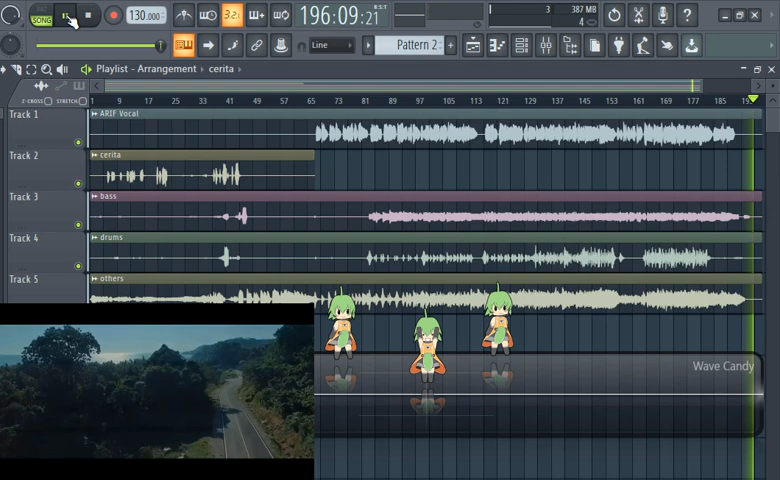 PAT
SONG
130.000
3.2.
196:09:21
B:S:T
3
387 MB
4
Line
Pattern 2
Playlist - Arrangement › cerita
Z-CROSS STRETCH
1 9 17 25 33 41 49 57 65 73 81 89 97 105 113 121 129 137 145 153 161 169 177 185
Track 1
ARIF Vocal
Track 2
cerita
Track 3
bass
Track 4
drums
Track 5
others
Wave Candy